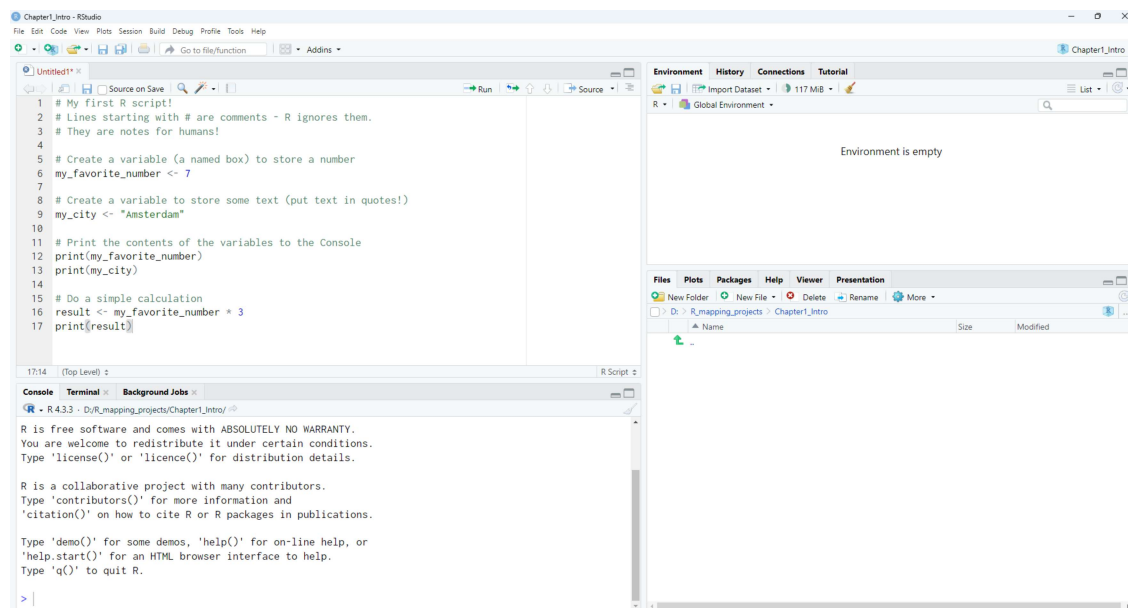 Chapter1_Intro - RStudio
File Edit Code View Plots Session Build Debug Profile Tools Help
Go to file/function Addins Chapter1_Intro
Untitled1*
Source on Save Run Source
1 # My first R script!
2 # Lines starting with # are comments - R ignores them.
3 # They are notes for humans!
4
5 # Create a variable (a named box) to store a number
6 my_favorite_number <- 7
7
8 # Create a variable to store some text (put text in quotes!)
9 my_city <- "Amsterdam"
10
11 # Print the contents of the variables to the Console
12 print(my_favorite_number)
13 print(my_city)
14
15 # Do a simple calculation
16 result <- my_favorite_number * 3
17 print(result)
17:14 (Top Level) R Script
Console Terminal Background Jobs
R 4.3.3 · D:/R_mapping_projects/Chapter1_Intro/
R is free software and comes with ABSOLUTELY NO WARRANTY.
You are welcome to redistribute it under certain conditions.
Type 'license()' or 'licence()' for distribution details.
R is a collaborative project with many contributors.
Type 'contributors()' for more information and
'citation()' on how to cite R or R packages in publications.
Type 'demo()' for some demos, 'help()' for on-line help, or
'help.start()' for an HTML browser interface to help.
Type 'q()' to quit R.
>
Environment History Connections Tutorial
Import Dataset 117 MiB List
R Global Environment
Environment is empty
Files Plots Packages Help Viewer Presentation
New Folder New File Delete Rename More
D: > R_mapping_projects > Chapter1_Intro
Name Size Modified
..